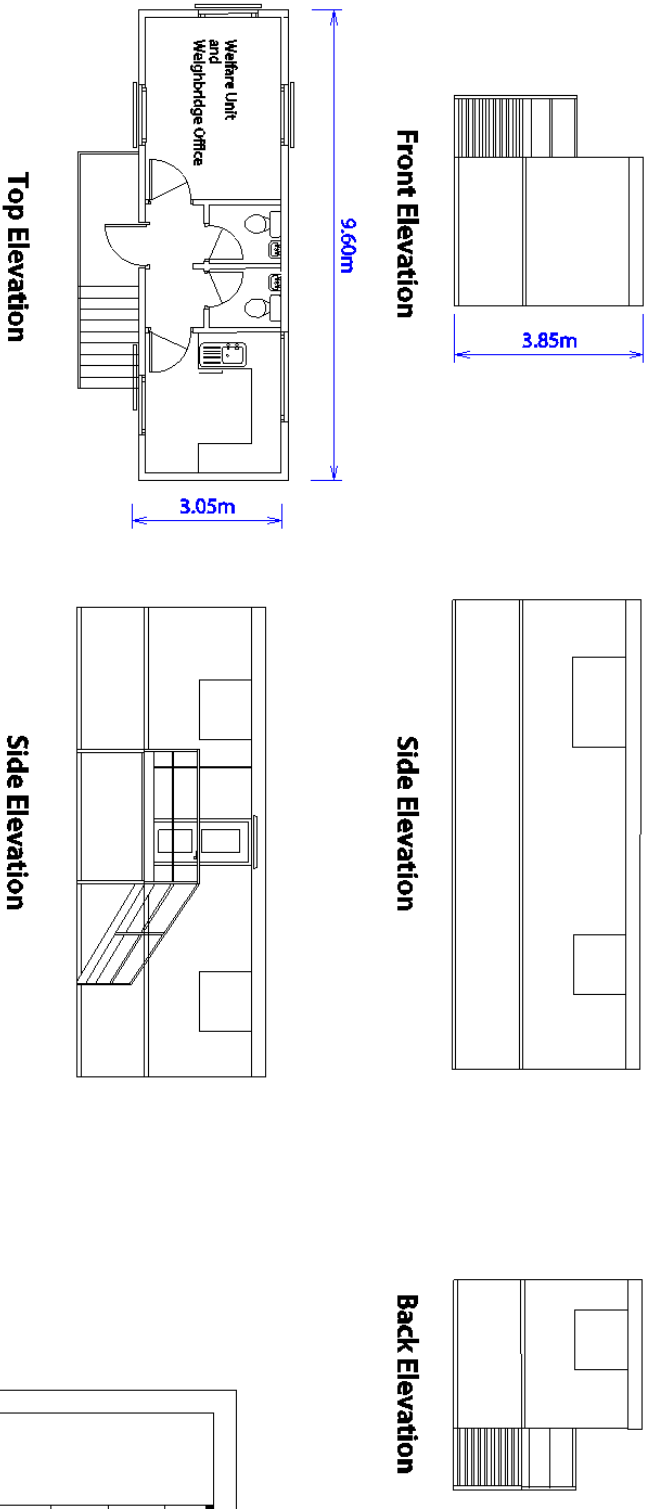 Front Elevation
3.85m
Side Elevation
Back Elevation
9.60m
Welfare Unit
and
Weighbridge Office
3.05m
Top Elevation
Side Elevation